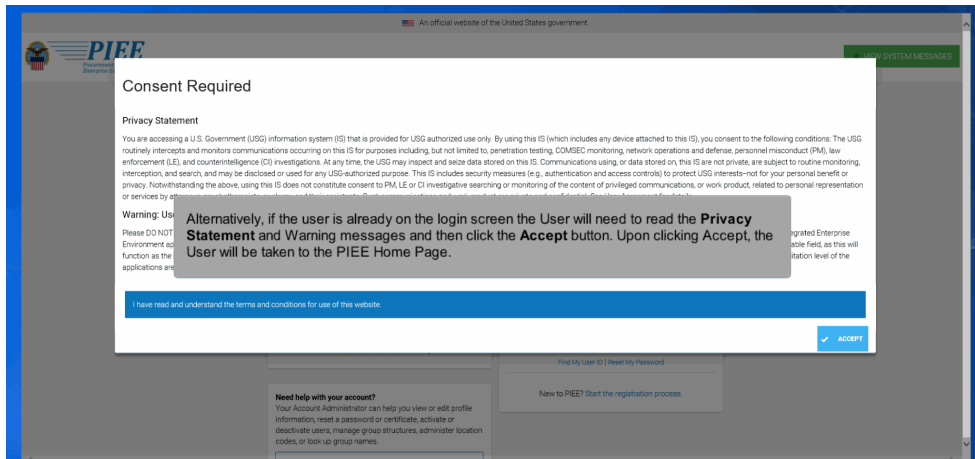 An official website of the United States government.
PIEE
Procurement
Enterprise E
VIEW SYSTEM MESSAGES
Consent Required
Privacy Statement
You are accessing a U.S. Government (USG) information system (IS) that is provided for USG authorized use only. By using this IS (which includes any device attached to this IS), you consent to the following conditions: The USG
routinely intercepts and monitors communications occurring on this IS for purposes including, but not limited to, penetration testing, COMSEC monitoring, network operations and defense, personnel misconduct (PM), law
enforcement (LE), and counterintelligence (CI) investigations. At any time, the USG may inspect and seize data stored on this IS. Communications using, or data stored on, this IS are not private, are subject to routine monitoring,
interception, and search, and may be disclosed or used for any USG-authorized purpose. This IS includes security measures (e.g., authentication and access controls) to protect USG interests--not for your personal benefit or
privacy. Notwithstanding the above, using this IS does not constitute consent to PM, LE or CI investigative searching or monitoring of the content of privileged communications, or work product, related to personal representation
or services by
Warning: Us
Please DO NOT
egrated Enterprise
Environment ap
able field, as this will
function as the
itation level of the
applications are
Alternatively, if the user is already on the login screen the User will need to read the Privacy
Statement and Warning messages and then click the Accept button. Upon clicking Accept, the
User will be taken to the PIEE Home Page.
I have read and understand the terms and conditions for use of this website.
ACCEPT
Find My User ID | Reset My Password
New to PIEE? Start the registration process.
Need help with your account?
Your Account Administrator can help you view or edit profile
information, reset a password or certificate, activate or
deactivate users, manage group structures, administer location
codes, or look up group names.